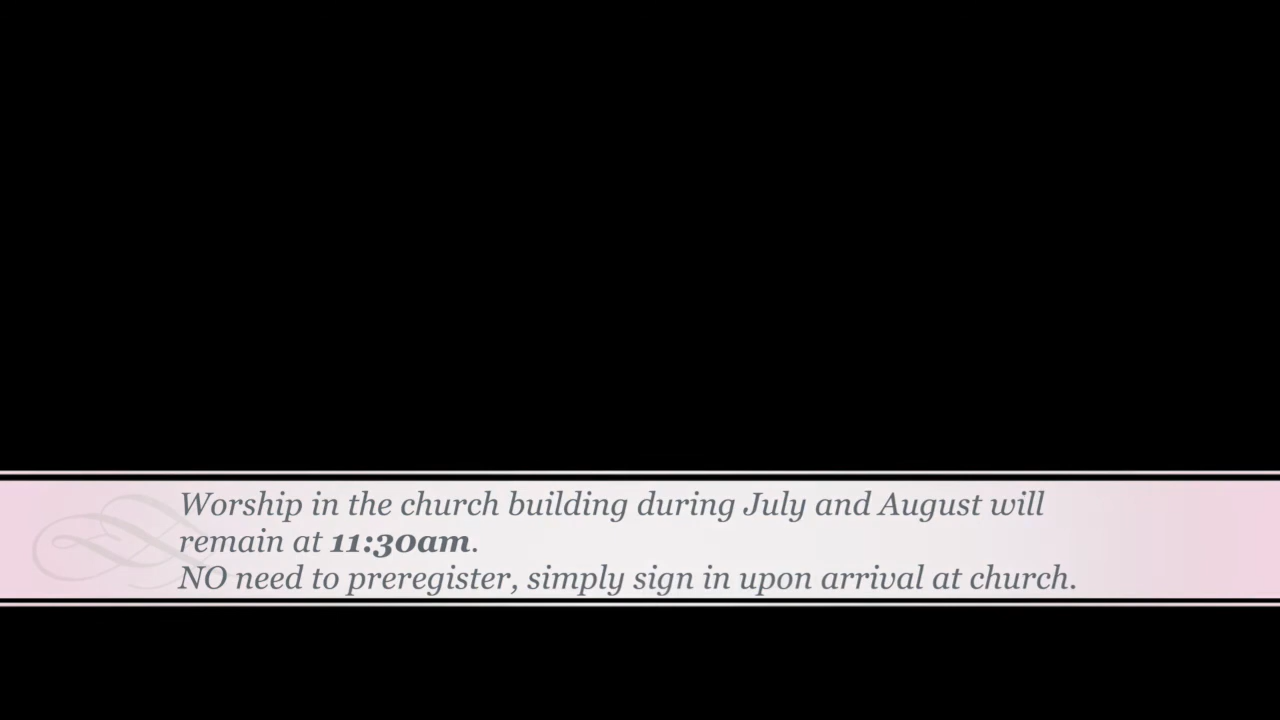 Worship in the church building during July and August will
remain at 11:30am.
NO need to preregister, simply sign in upon arrival at church.